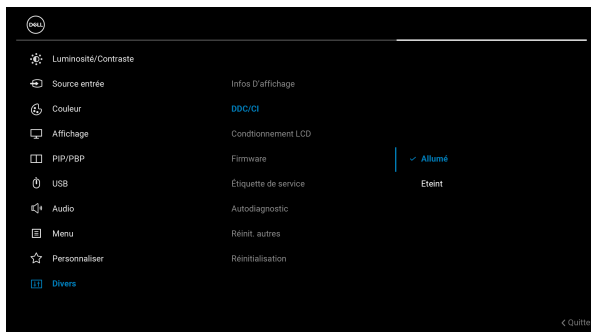 DELL
Luminosité/Contraste
Source entrée
Infos D'affichage
Couleur
DDC/CI
Affichage
Condtionnement LCD
PIP/PBP
Firmware
✓ Allumé
USB
Étiquette de service
Eteint
Audio
Autodiagnostic
Menu
Réinit. autres
Personnaliser
Réinitialisation
Divers
< Quitte